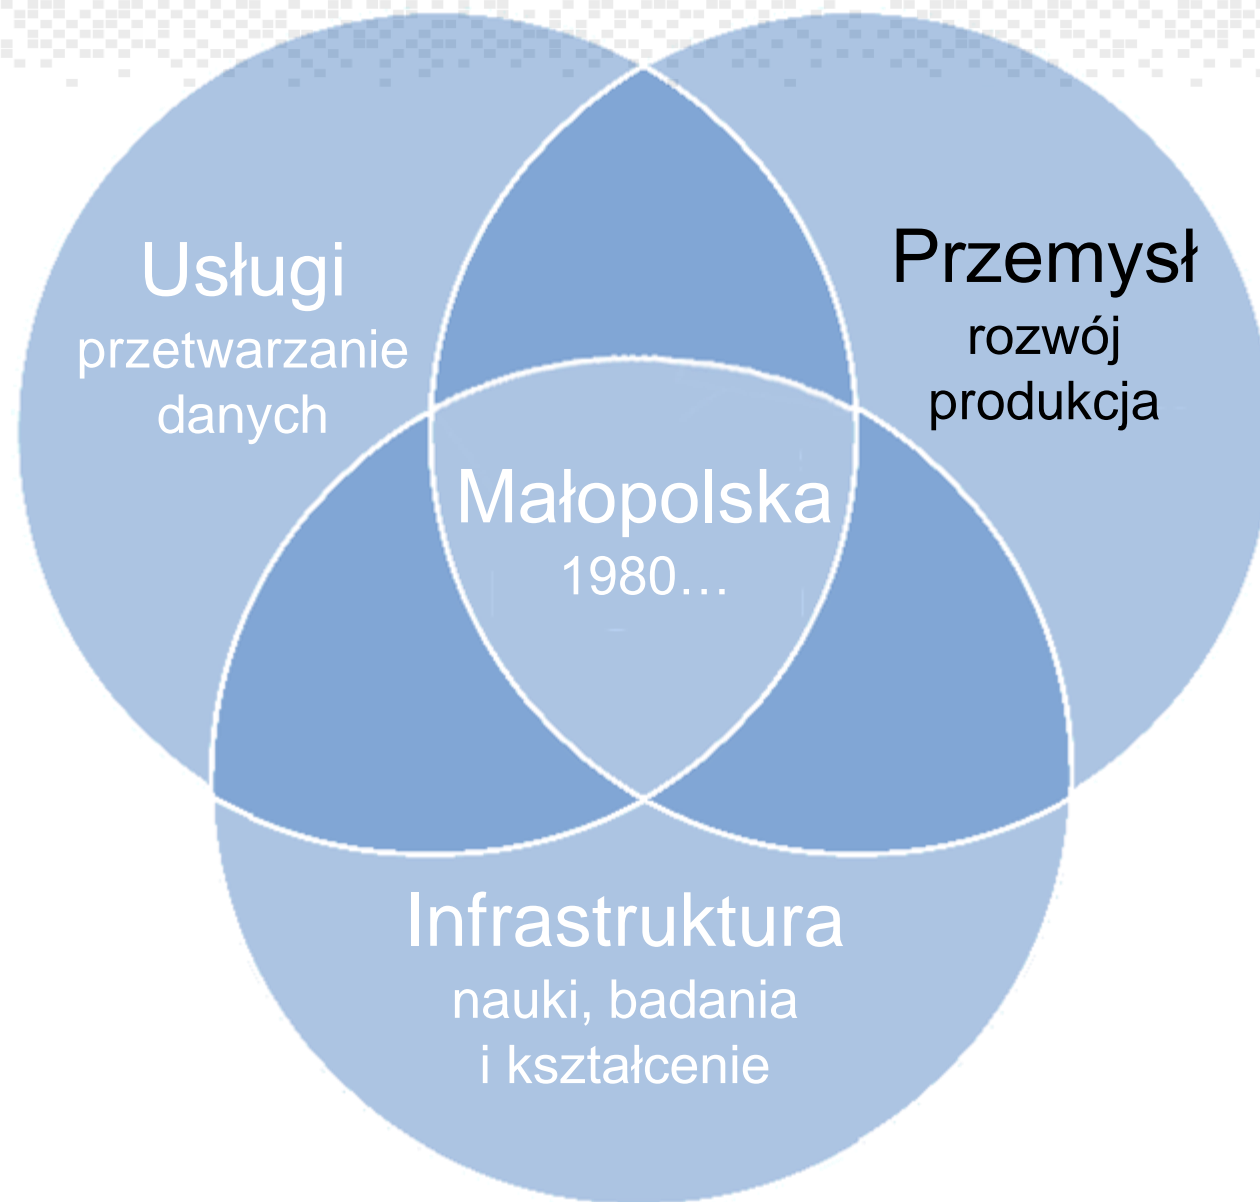 Usługi
przetwarzanie
danych
Przemysł
rozwój
produkcja
Małopolska
1980…
Infrastruktura
nauki, badania
i kształcenie